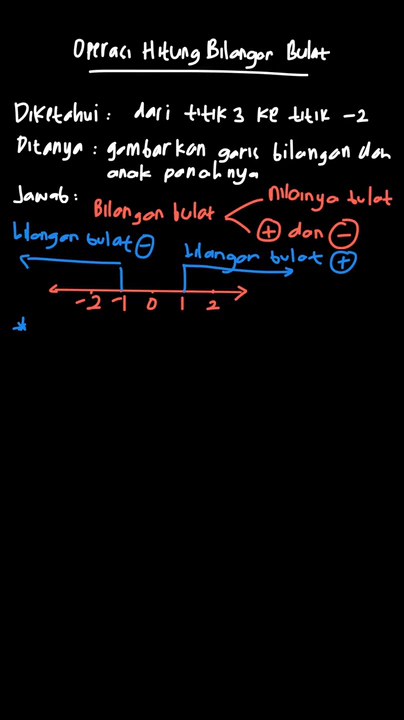 Operasi Hitung Bilangan Bulat
Diketahui : dari titik 3 ke titik -2
Ditanya : gambarkan garis bilangan dan
anak panahnya
Jawab :
Bilangan bulat
nilainya bulat
+ dan -
bilangan bulat -
bilangan bulat +
-2 -1 0 1 2
*